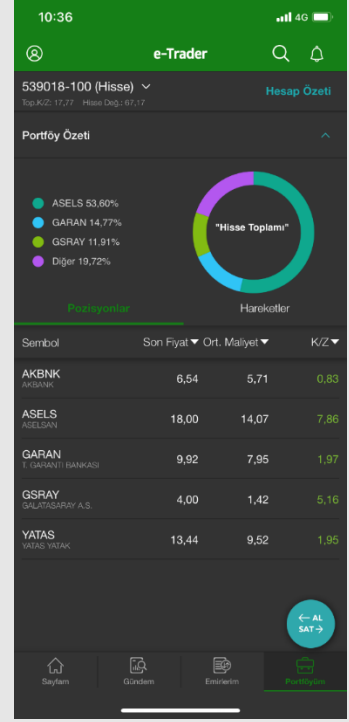 10:36
4G
e-Trader
539018-100 (Hisse)
Top.K/Z: 17,77 Hisse Değ.: 67,17
Hesap Özeti
Portföy Özeti
ASELS 53,60%
GARAN 14,77%
GSRAY 11,91%
Diğer 19,72%
"Hisse Toplamı"
Pozisyonlar
Hareketler
Sembol Son Fiyat Ort. Maliyet K/Z
AKBNK 6,54 5,71 0,83
AKBANK
ASELS 18,00 14,07 7,86
ASELSAN
GARAN 9,92 7,95 1,97
T. GARANTI BANKASI
GSRAY 4,00 1,42 5,16
GALATASARAY A.S.
YATAS 13,44 9,52 1,95
YATAS YATAK
← AL
SAT →
Sayfam
Gündem
Emirlerim
Portföyüm